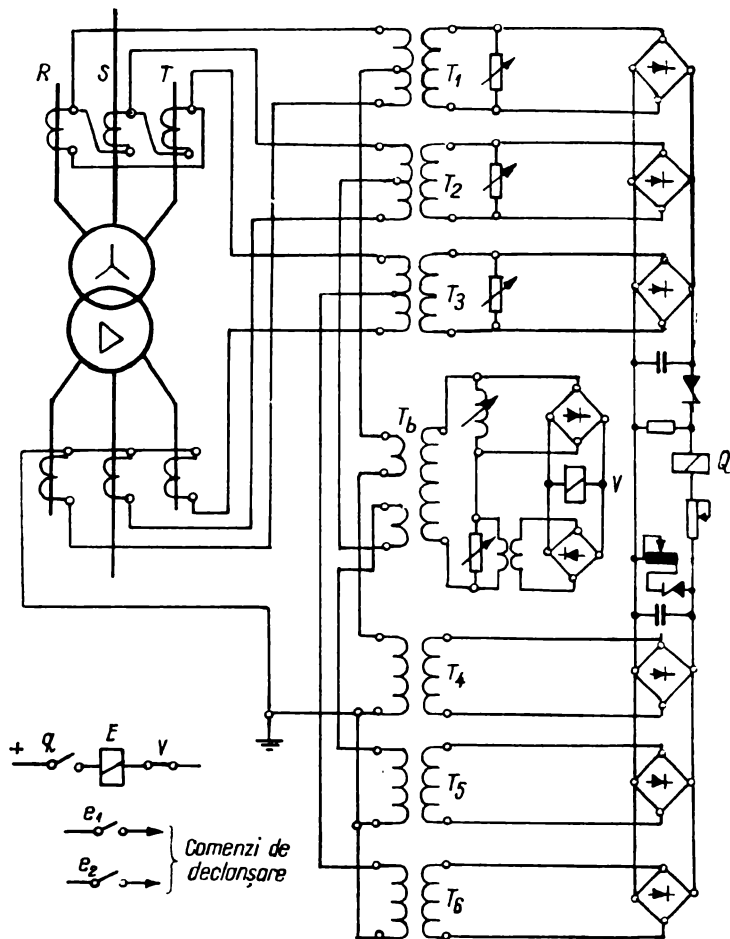 R S T
T1
T2
T3
Tb
V
Q
T4
T5
T6
+ q E v
e1
e2
Comenzi de
declanșare